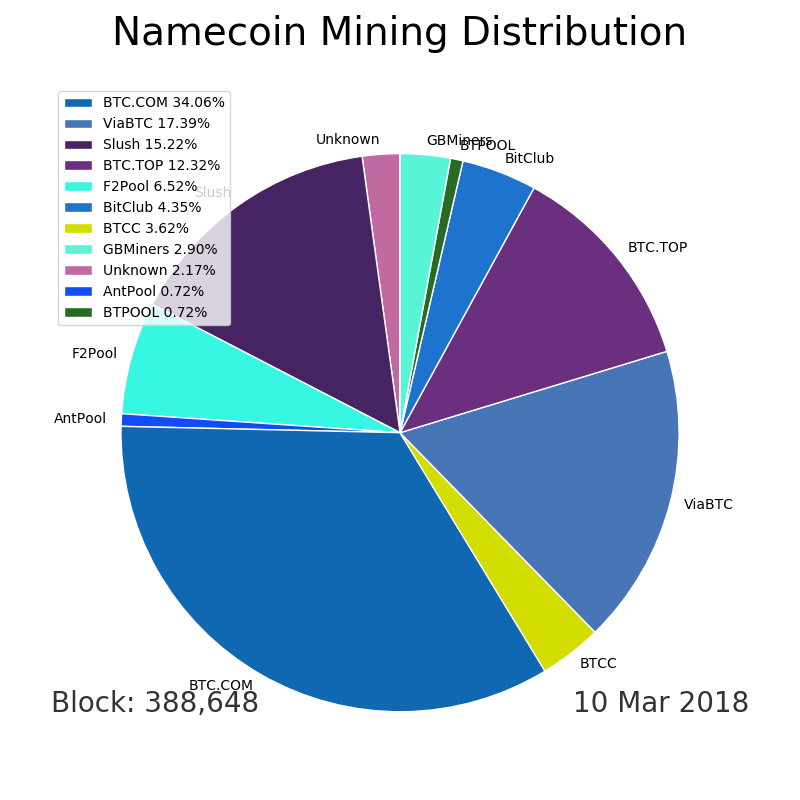 Namecoin Mining Distribution
BTC.COM 34.06%
ViaBTC 17.39%
Slush 15.22%
BTC.TOP 12.32%
F2Pool 6.52%
BitClub 4.35%
BTCC 3.62%
GBMiners 2.90%
Unknown 2.17%
AntPool 0.72%
BTPOOL 0.72%
Unknown
GBMiners
BTPOOL
BitClub
Slush
BTC.TOP
F2Pool
AntPool
ViaBTC
BTCC
BTC.COM
Block: 388,648
10 Mar 2018